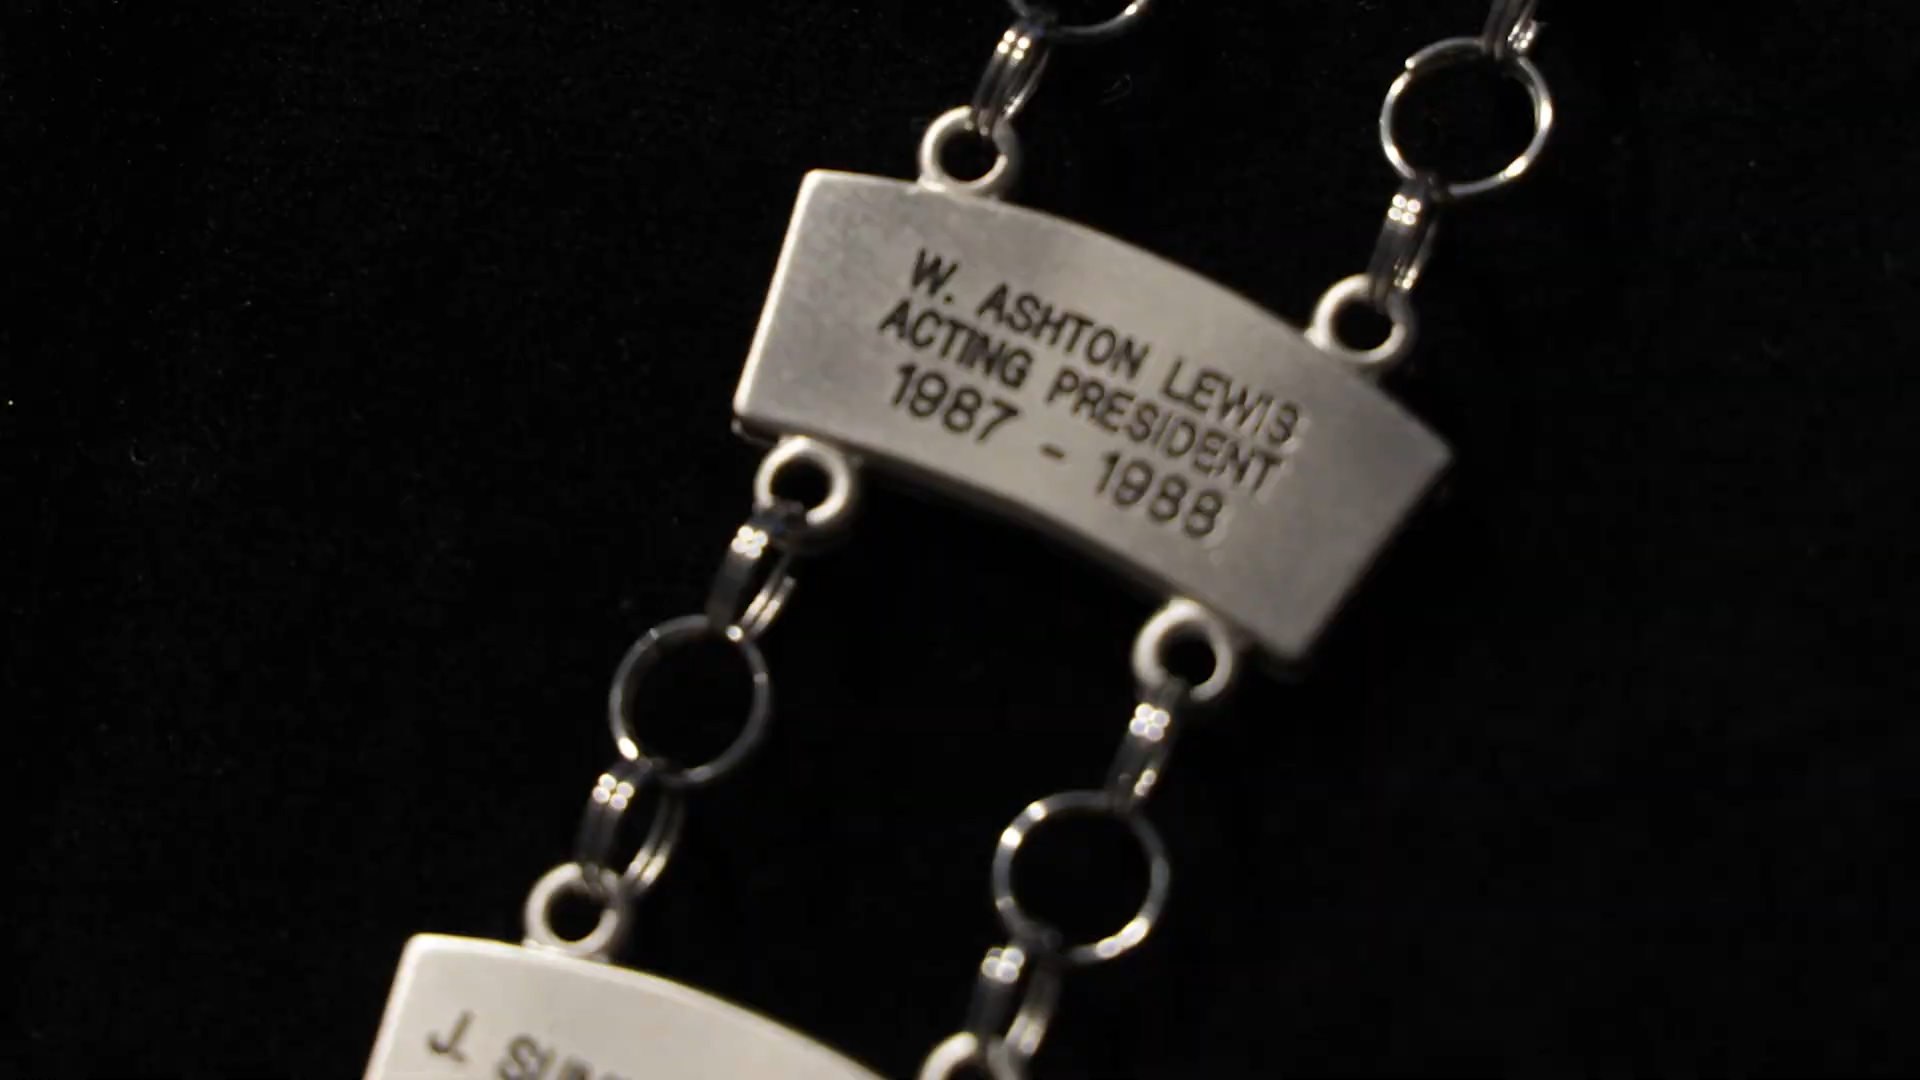 W. ASHTON LEWIS
ACTING PRESIDENT
1987 - 1988
J.